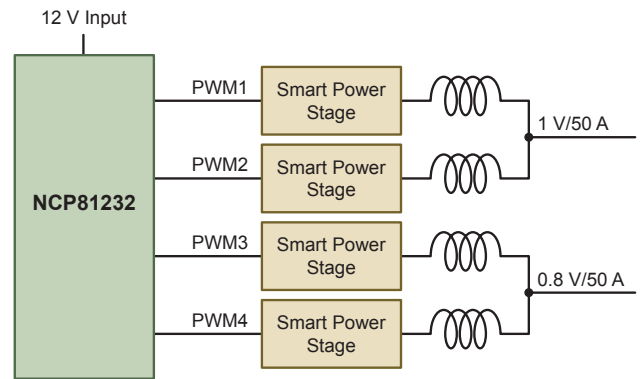 12 V Input
NCP81232
PWM1
Smart Power
Stage
1 V/50 A
PWM2
Smart Power
Stage
PWM3
Smart Power
Stage
0.8 V/50 A
PWM4
Smart Power
Stage